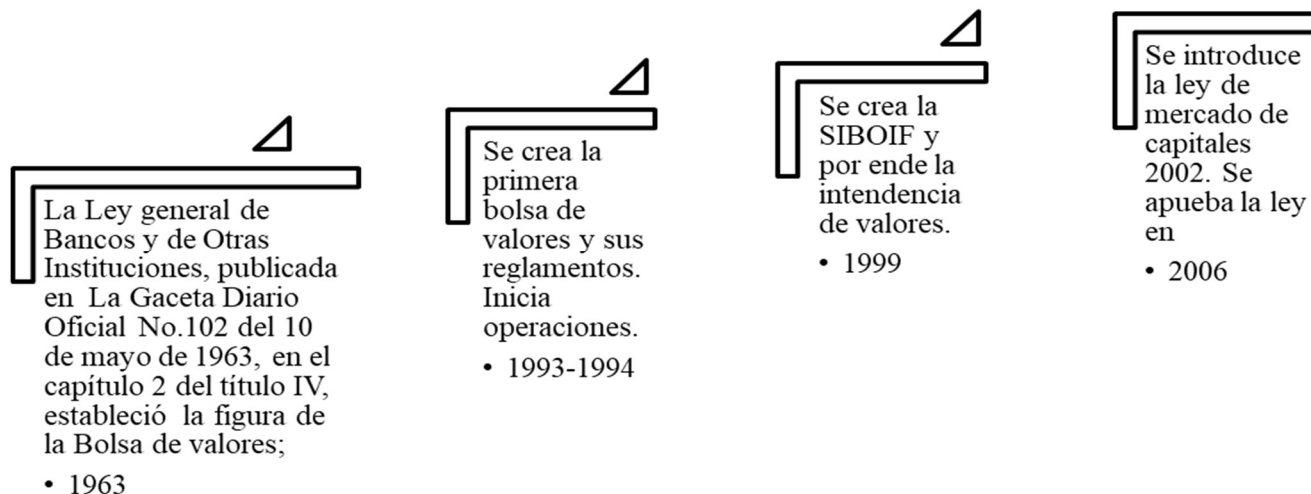 La Ley general de
Bancos y de Otras
Instituciones, publicada
en La Gaceta Diario
Oficial No.102 del 10
de mayo de 1963, en el
capítulo 2 del título IV,
estableció la figura de
la Bolsa de valores;
• 1963
Se crea la
primera
bolsa de
valores y sus
reglamentos.
Inicia
operaciones.
• 1993-1994
Se crea la
SIBOIF y
por ende la
intendencia
de valores.
• 1999
Se introduce
la ley de
mercado de
capitales
2002. Se
apueba la ley
en
• 2006